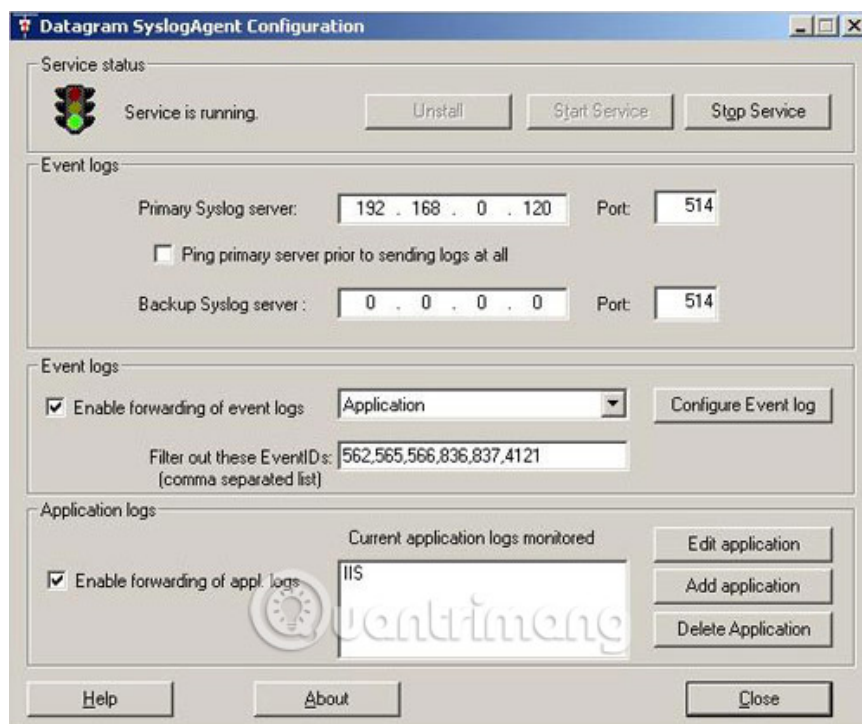 Datagram SyslogAgent Configuration
Service status
Service is running.
Unstall
Start Service
Stop Service
Event logs
Primary Syslog server: 192 . 168 . 0 . 120 Port: 514
Ping primary server prior to sending logs at all
Backup Syslog server : 0 . 0 . 0 . 0 Port: 514
Event logs
Enable forwarding of event logs Application Configure Event log
Filter out these EventIDs: 562,565,566,836,837,4121
(comma separated list)
Application logs
Current application logs monitored
Edit application
Enable forwarding of appl. logs
IIS
Add application
Delete Application
Quantrimang
Help
About
Close